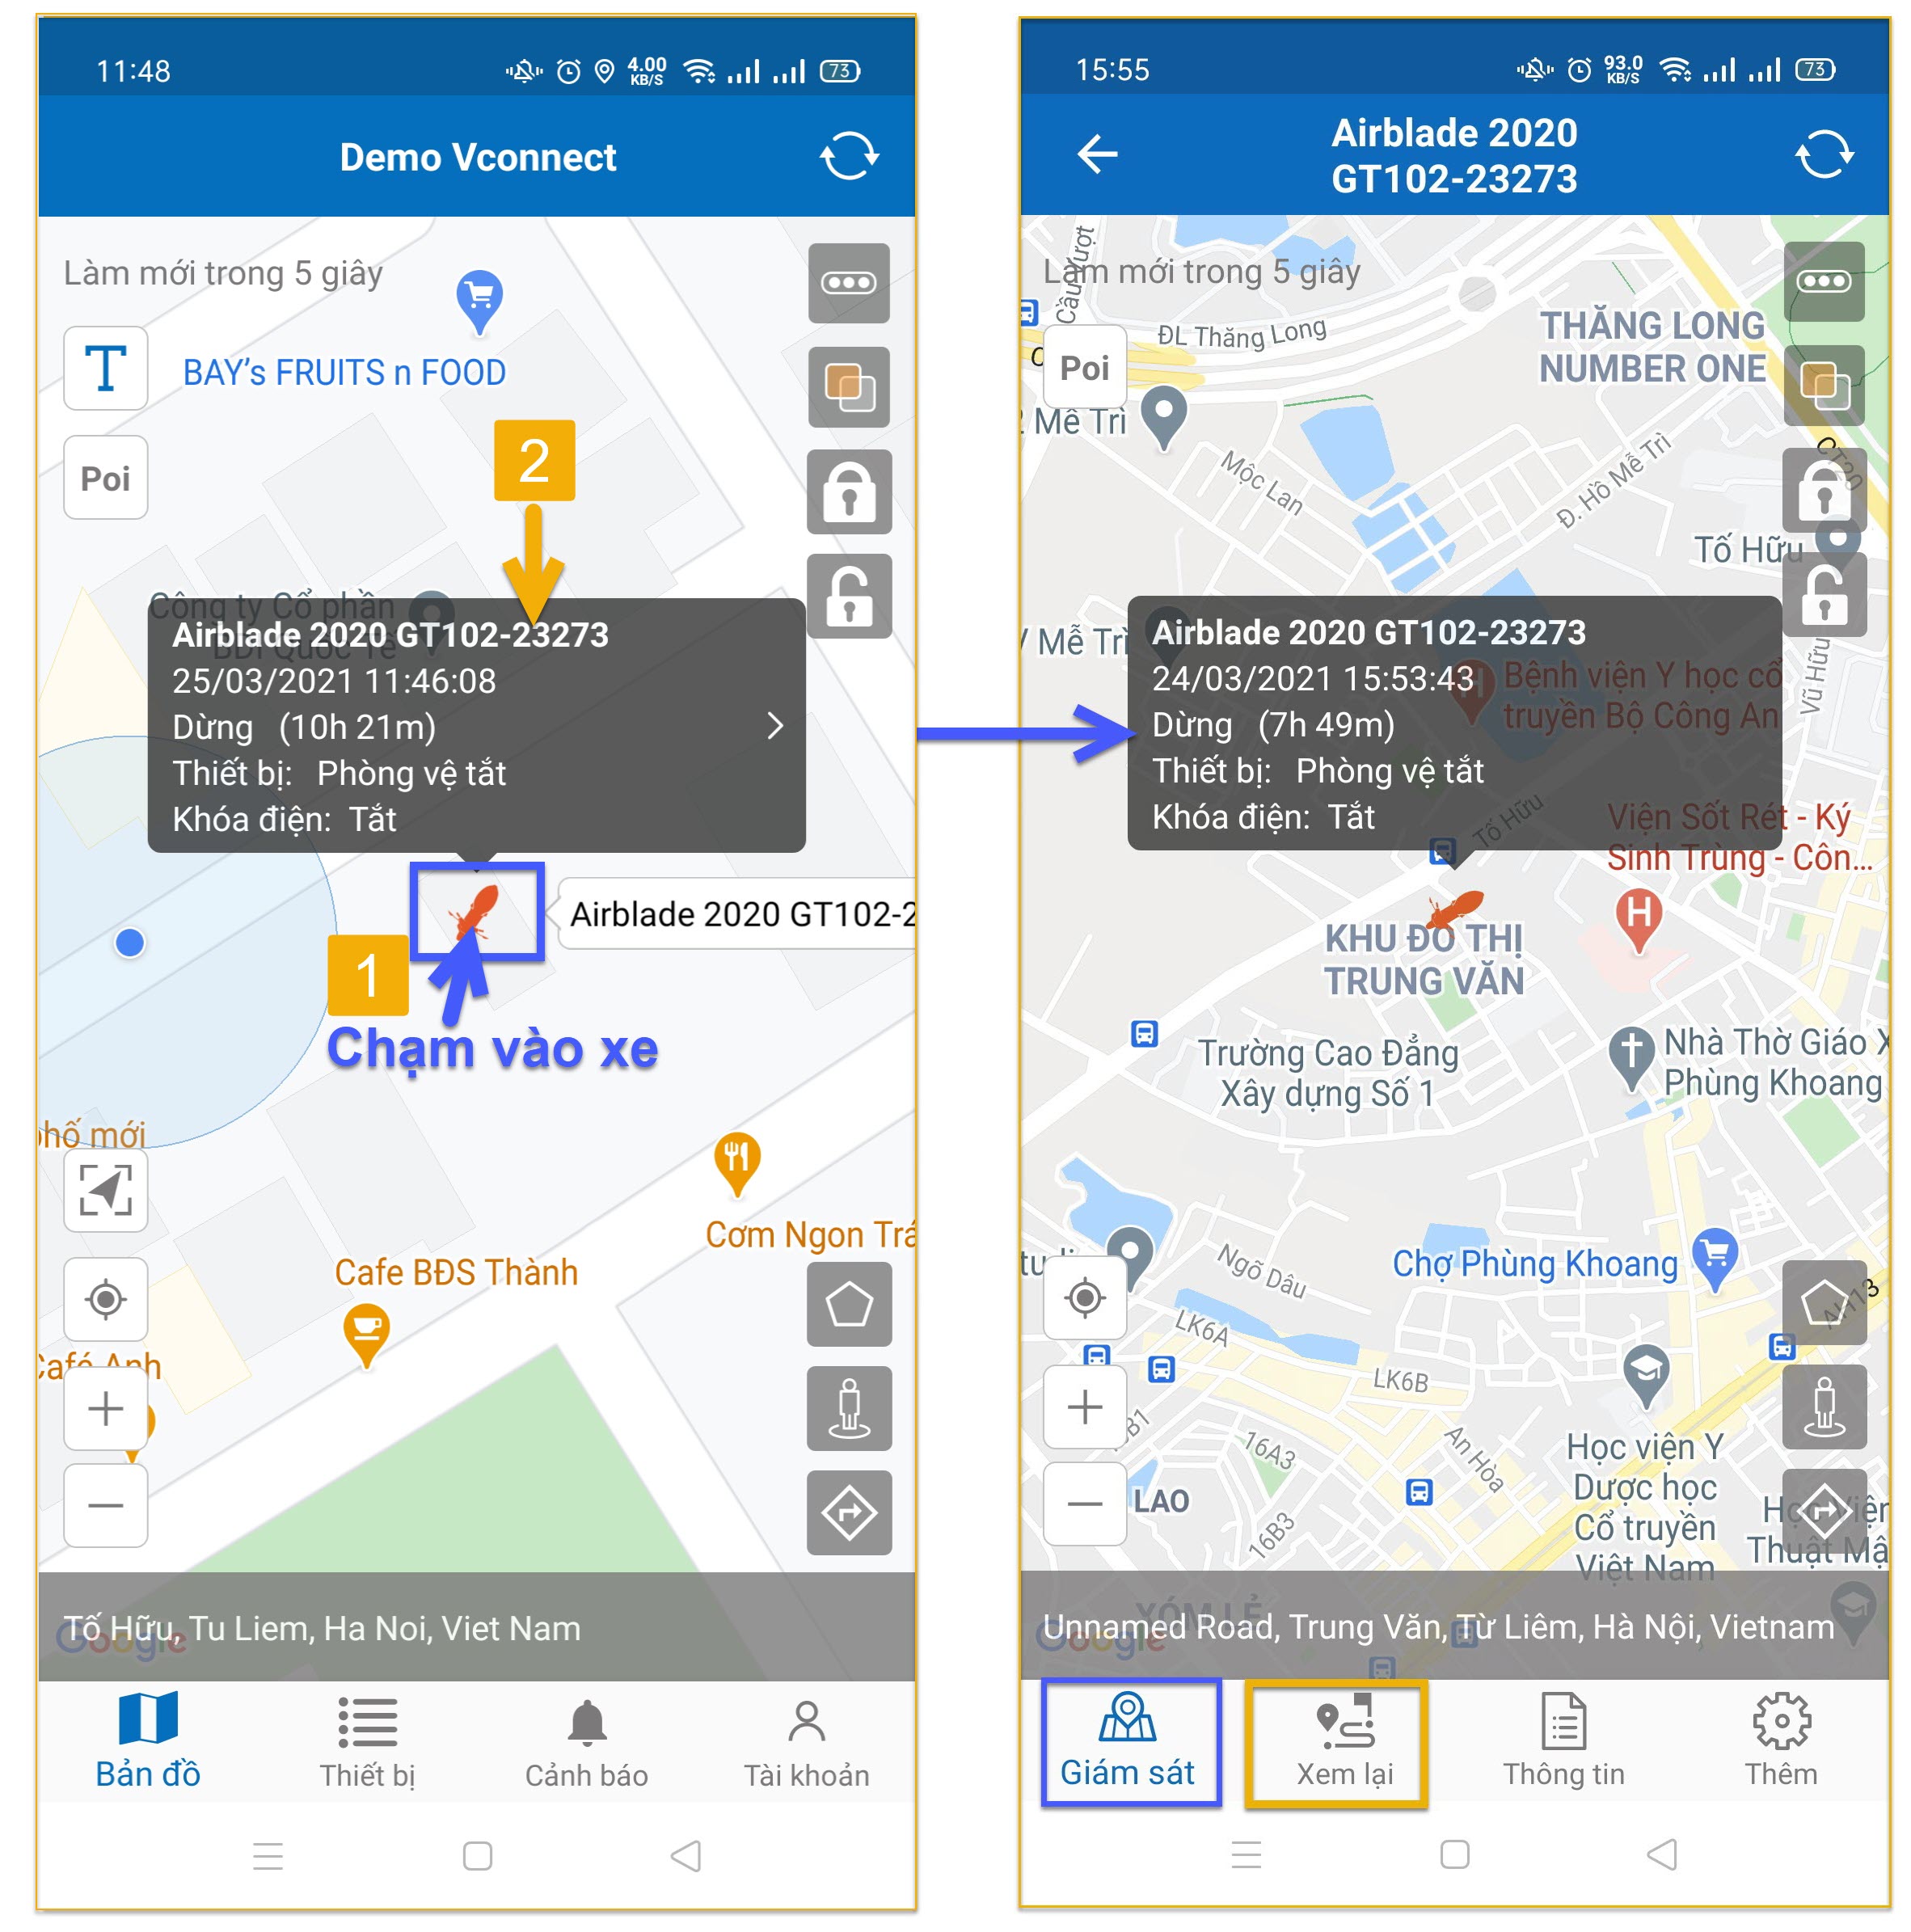 11:48
4.00
KB/S
73
Demo Vconnect
Làm mới trong 5 giây
T
BAY's FRUITS n FOOD
Poi
2
Công ty Cổ phần
BĐI Quốc Tế
Airblade 2020 GT102-23273
25/03/2021 11:46:08
Dừng (10h 21m)
Thiết bị: Phòng vệ tắt
Khóa điện: Tắt
Airblade 2020 GT102-2
1
Chạm vào xe
phố mới
Cơm Ngon Trá
Cafe BĐS Thành
Café Anh
Tố Hữu, Tu Liem, Ha Noi, Viet Nam
Google
Bản đồ
Thiết bị
Cảnh báo
Tài khoản
15:55
93.0
KB/S
73
Airblade 2020
GT102-23273
Làm mới trong 5 giây
ĐL Thăng Long
THĂNG LONG
NUMBER ONE
Poi
Mễ Trì
Mộc Lan
Đ. Hồ Mễ Trì
CT20
Tố Hữu
Mễ Trì
Vũ Hữu
Airblade 2020 GT102-23273
24/03/2021 15:53:43
Dừng (7h 49m)
Thiết bị: Phòng vệ tắt
Khóa điện: Tắt
Bệnh viện Y học cổ
truyền Bộ Công An
Tố Hữu
Viện Sốt Rét - Ký
Sinh Trùng - Côn...
H
KHU ĐÔ THỊ
TRUNG VĂN
Trường Cao Đẳng
Xây dựng Số 1
Nhà Thờ Giáo X
Phùng Khoang
Ngõ Dâu
Chợ Phùng Khoang
AH13
LK6A
LK6B
16B1
16A3
An Hòa
LAO
16B3
Học viện Y
Dược học
Cổ truyền
Việt Nam
Học viện
Thuật Mậ
XÓM LẺ
Unnamed Road, Trung Văn, Từ Liêm, Hà Nội, Vietnam
Google
Giám sát
Xem lại
Thông tin
Thêm